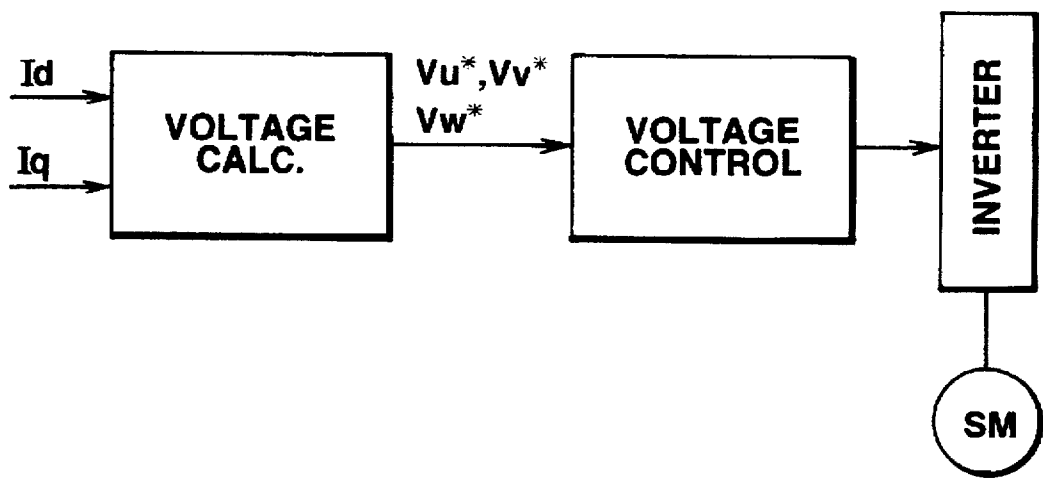 Id
Iq
VOLTAGE
CALC.
Vu*,Vv*
Vw*
VOLTAGE
CONTROL
INVERTER
SM